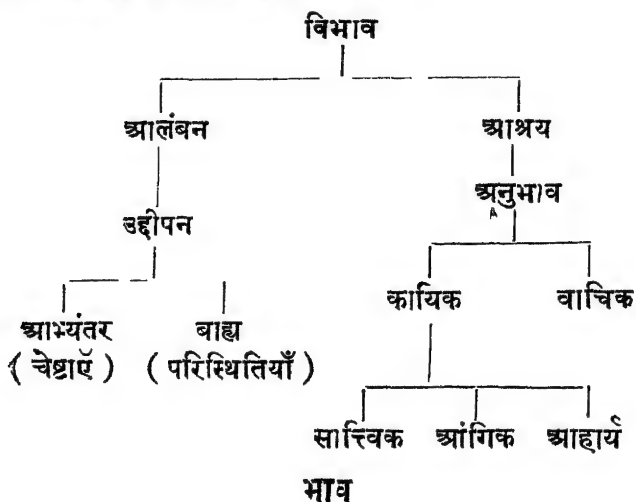 विभाव
आलंबन आश्रय
अनुभाव
उद्दीपन
कायिक वाचिक
आभ्यंतर बाह्य
( चेष्टाएँ ) ( परिस्थितियाँ )
सात्त्विक आंगिक आहार्य
भाव